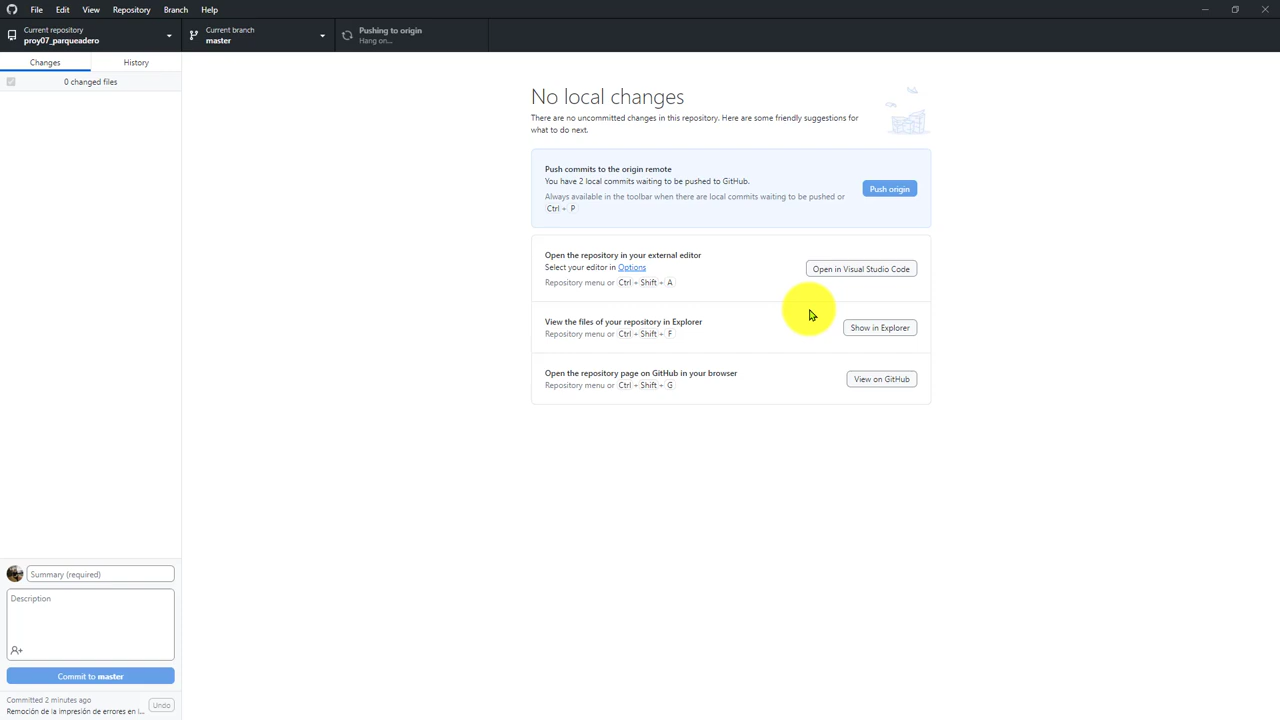 File Edit View Repository Branch Help
Current repository
proy07_parqueadero
Current branch
master
Pushing to origin
Hang on...
Changes History
0 changed files
No local changes
There are no uncommitted changes in this repository. Here are some friendly suggestions for
what to do next.
Push commits to the origin remote
You have 2 local commits waiting to be pushed to GitHub.
Always available in the toolbar when there are local commits waiting to be pushed or
Ctrl + P
Push origin
Open the repository in your external editor
Select your editor in Options
Repository menu or Ctrl + Shift + A
Open in Visual Studio Code
View the files of your repository in Explorer
Repository menu or Ctrl + Shift + F
Show in Explorer
Open the repository page on GitHub in your browser
Repository menu or Ctrl + Shift + G
View on GitHub
Summary (required)
Description
Commit to master
Committed 2 minutes ago
Remoción de la impresión de errores en l...
Undo